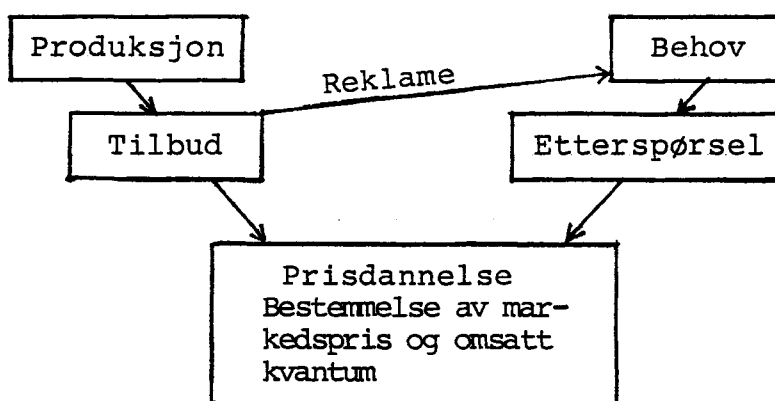 Produksjon
Behov
Reklame
Tilbud
Etterspørsel
Prisdannelse
Bestemmelse av mar-
kedspris og omsatt
kvantum